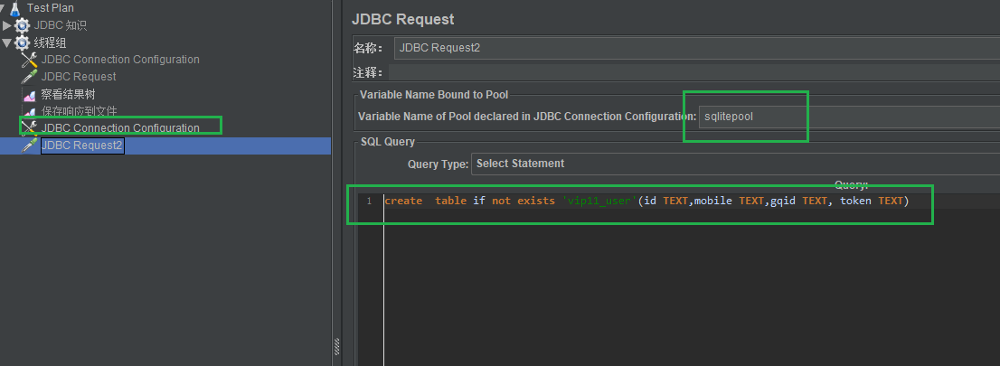 Test Plan
JDBC 知识
线程组
JDBC Connection Configuration
JDBC Request
察看结果树
保存响应到文件
JDBC Connection Configuration
JDBC Request2
JDBC Request
名称： JDBC Request2
注释：
Variable Name Bound to Pool
Variable Name of Pool declared in JDBC Connection Configuration: sqlitepool
SQL Query
Query Type: Select Statement
Query:
1 create  table if not exists 'vip11_user'(id TEXT,mobile TEXT,gqid TEXT, token TEXT)